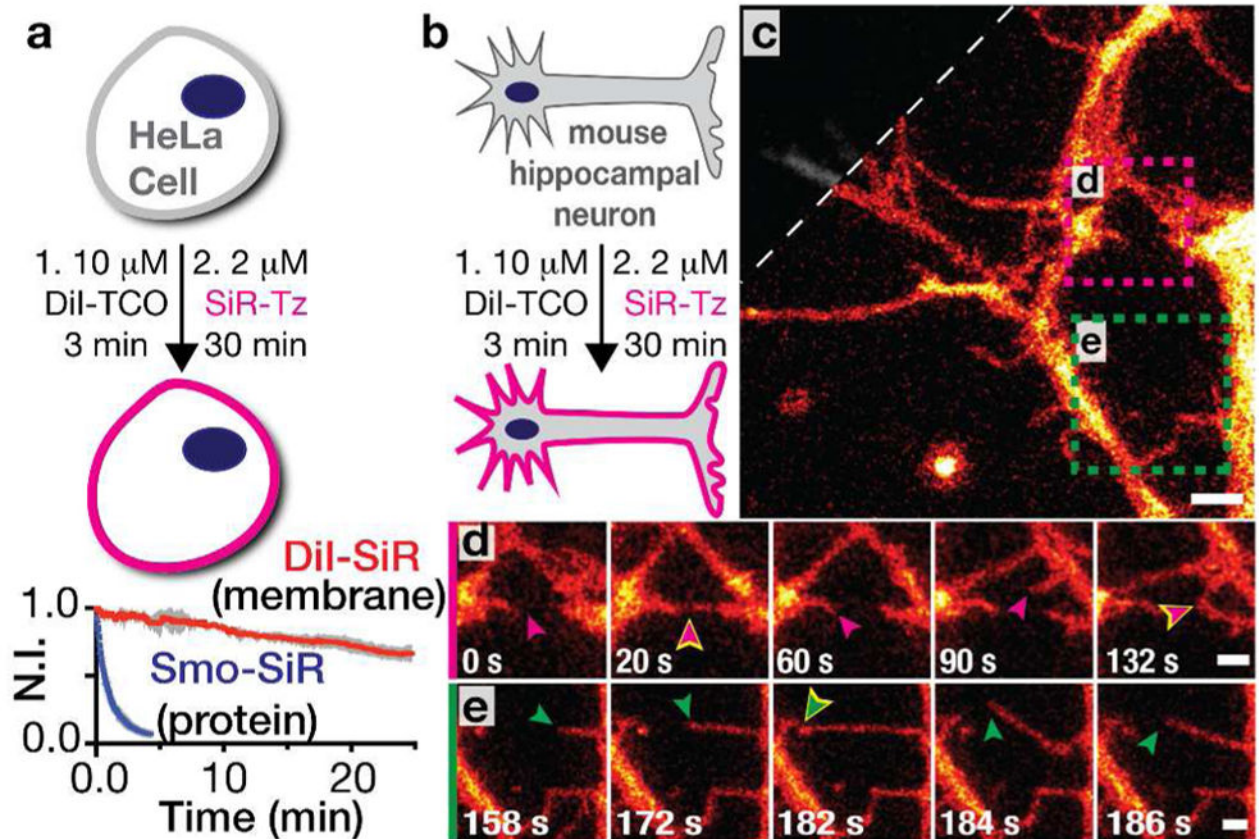 a
HeLa
Cell
1. 10 μM 2. 2 μM
DiI-TCO SiR-Tz
3 min 30 min
DiI-SiR
(membrane)
Smo-SiR
(protein)
1.0
0.0
N.I.
0.0 10 20
Time (min)
b
mouse
hippocampal
neuron
1. 10 μM 2. 2 μM
DiI-TCO SiR-Tz
3 min 30 min
c
d
e
d
0 s 20 s 60 s 90 s 132 s
e
158 s 172 s 182 s 184 s 186 s